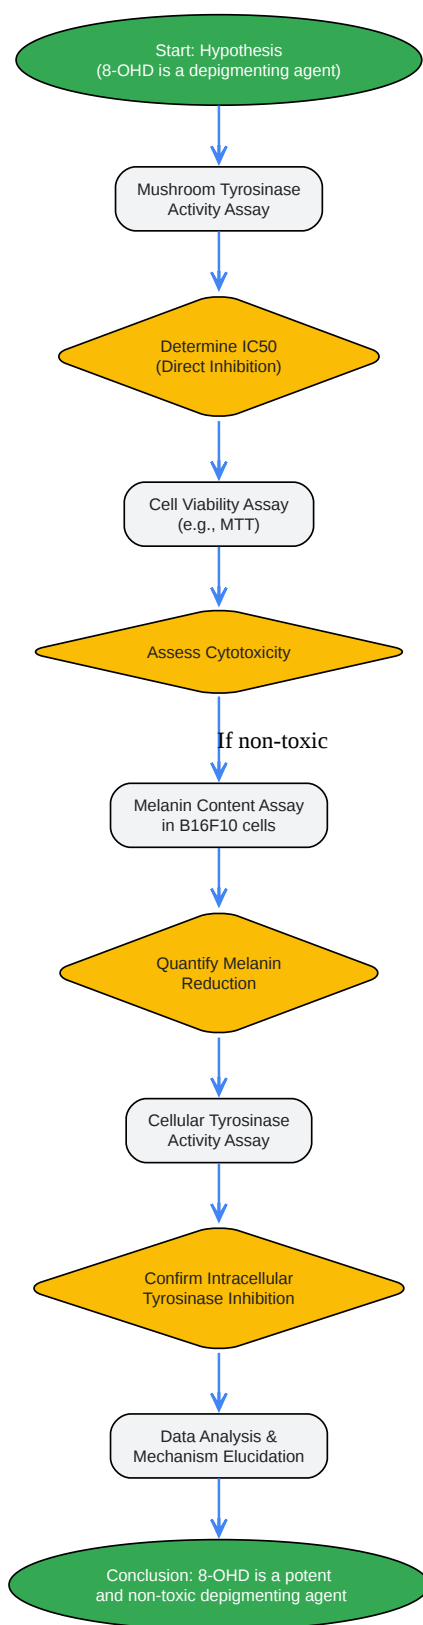 Start: Hypothesis
(8-OHD is a depigmenting agent)
Mushroom Tyrosinase
Activity Assay
Determine IC50
(Direct Inhibition)
Cell Viability Assay
(e.g., MTT)
Assess Cytotoxicity
If non-toxic
Melanin Content Assay
in B16F10 cells
Quantify Melanin
Reduction
Cellular Tyrosinase
Activity Assay
Confirm Intracellular
Tyrosinase Inhibition
Data Analysis &
Mechanism Elucidation
Conclusion: 8-OHD is a potent
and non-toxic depigmenting agent